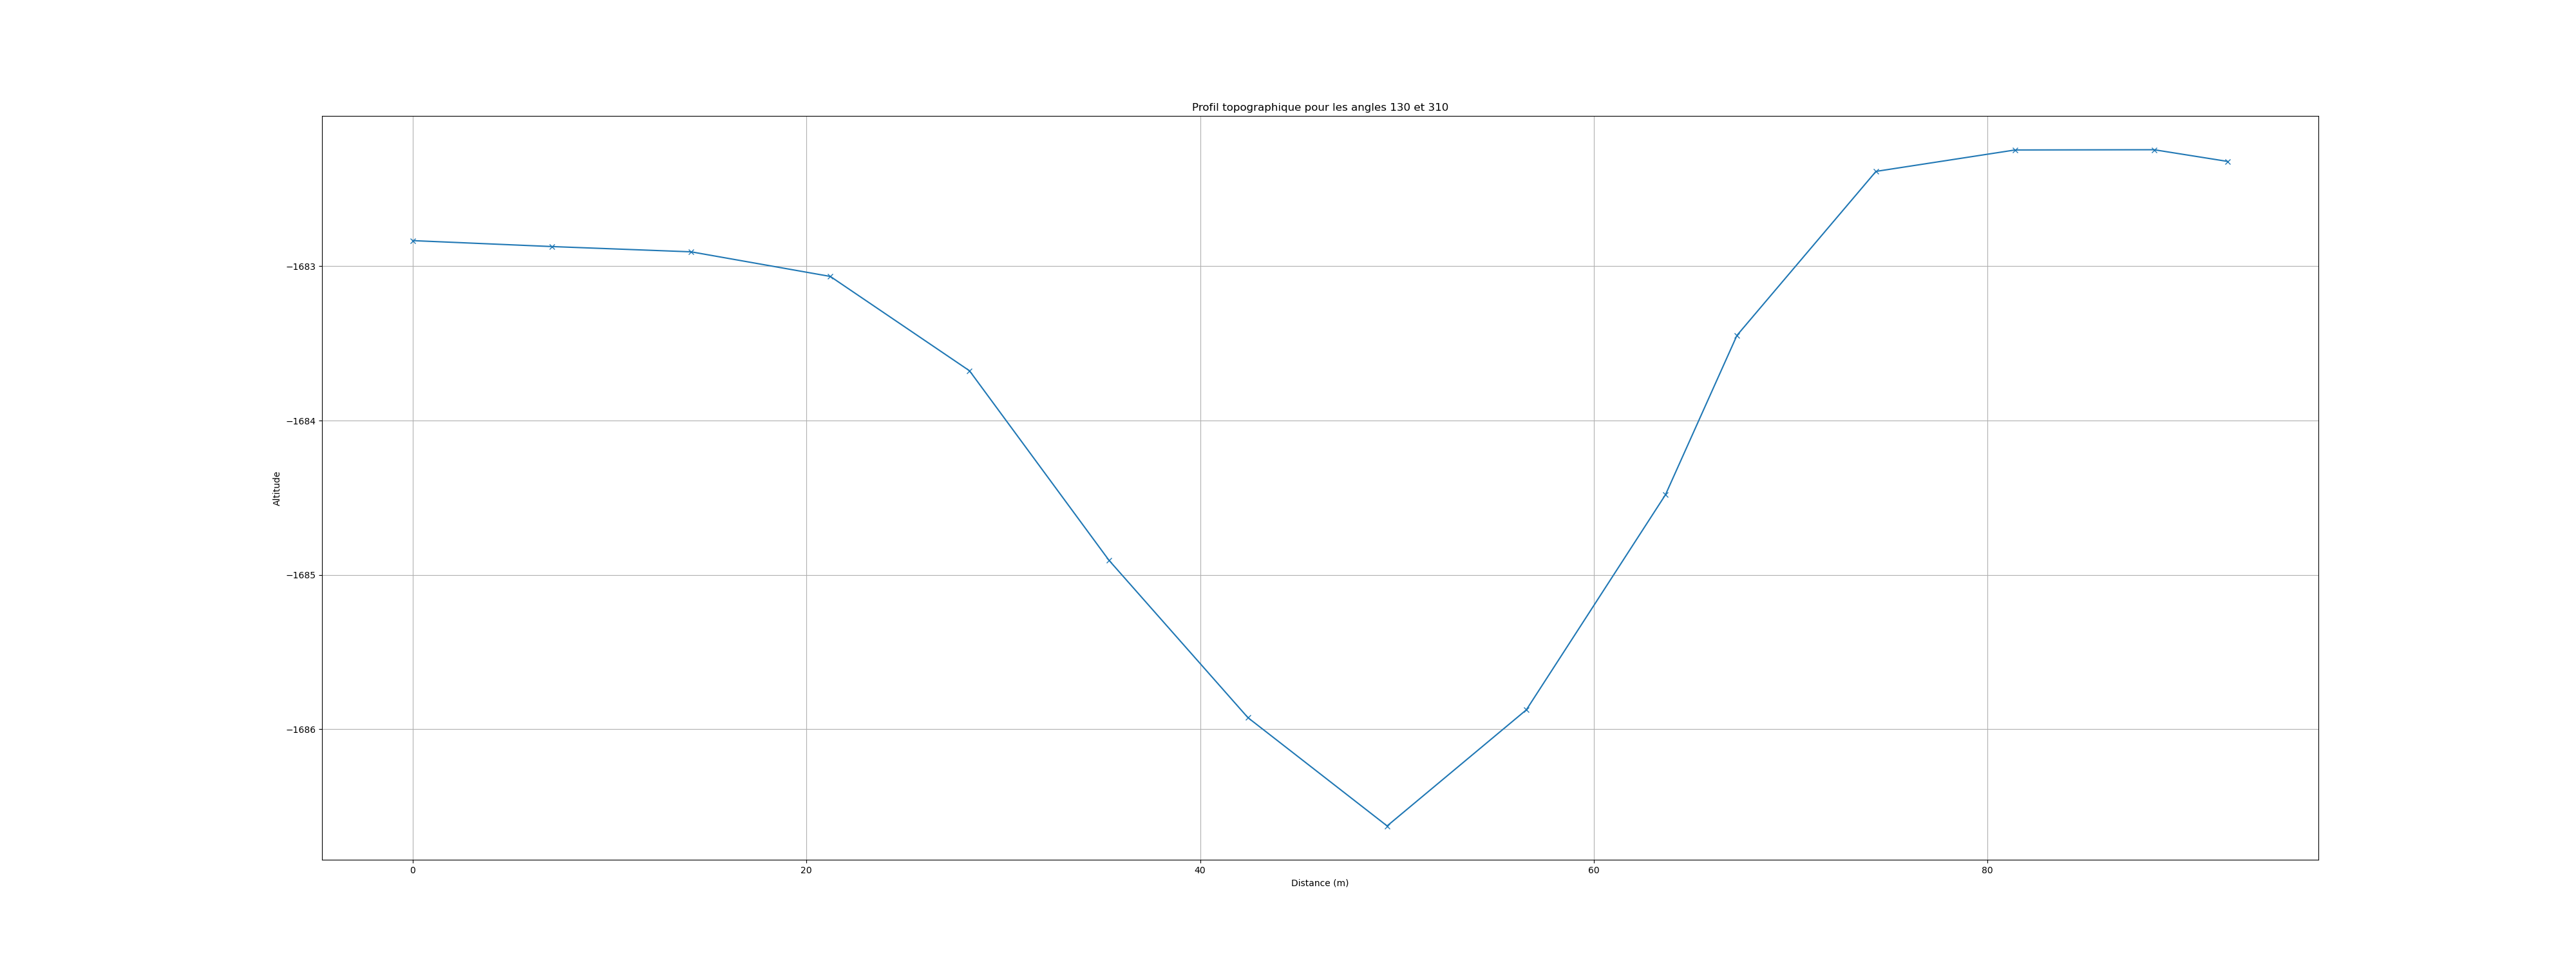 Profil topographique pour les angles 130 et 310
Altitude
−1683
−1684
−1685
−1686
0 20 40 60 80
Distance (m)